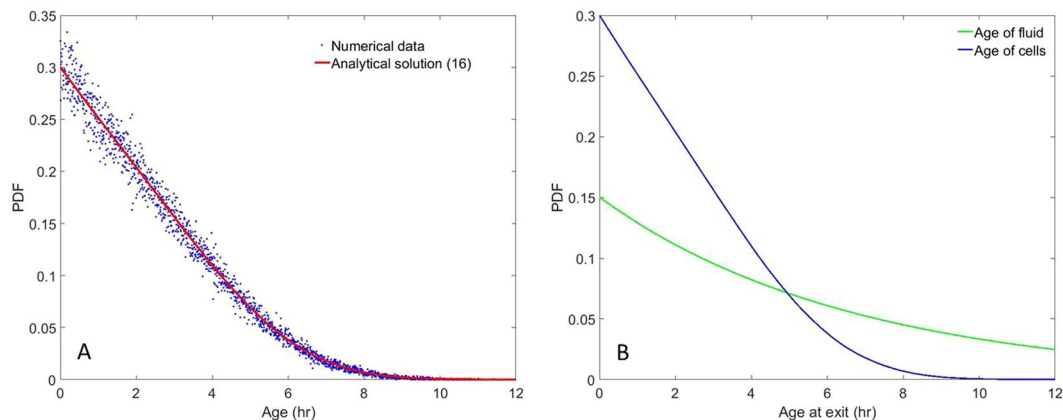 0.35
0.3
0.25
0.2
0.15
0.1
0.05
0
PDF
Numerical data
Analytical solution (16)
A
0 2 4 6 8 10 12
Age (hr)
0.3
0.25
0.2
0.15
0.1
0.05
0
PDF
Age of fluid
Age of cells
B
0 2 4 6 8 10 12
Age at exit (hr)